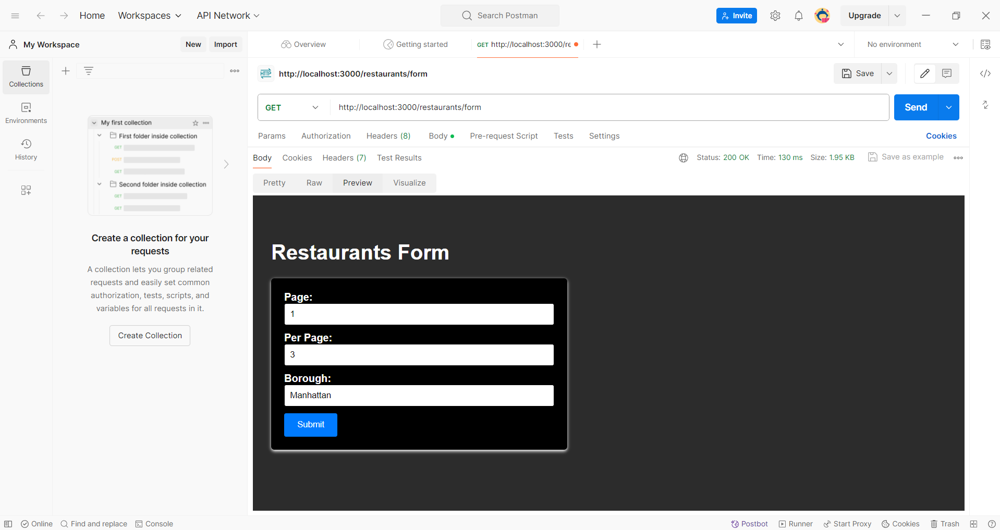 Home Workspaces API Network Search Postman Invite Upgrade
My Workspace New Import Overview Getting started GET http://localhost:3000/re No environment
HTTP http://localhost:3000/restaurants/form Save
Collections
Environments
History
My first collection
First folder inside collection
GET
POST
GET
Second folder inside collection
GET
GET
Create a collection for your
requests
A collection lets you group related
requests and easily set common
authorization, tests, scripts, and
variables for all requests in it.
Create Collection
GET http://localhost:3000/restaurants/form Send
Params Authorization Headers (8) Body Pre-request Script Tests Settings Cookies
Body Cookies Headers (7) Test Results Status: 200 OK Time: 130 ms Size: 1.95 KB Save as example
Pretty Raw Preview Visualize
Restaurants Form
Page:
1
Per Page:
3
Borough:
Manhattan
Submit
Online Find and replace Console Postbot Runner Start Proxy Cookies Trash